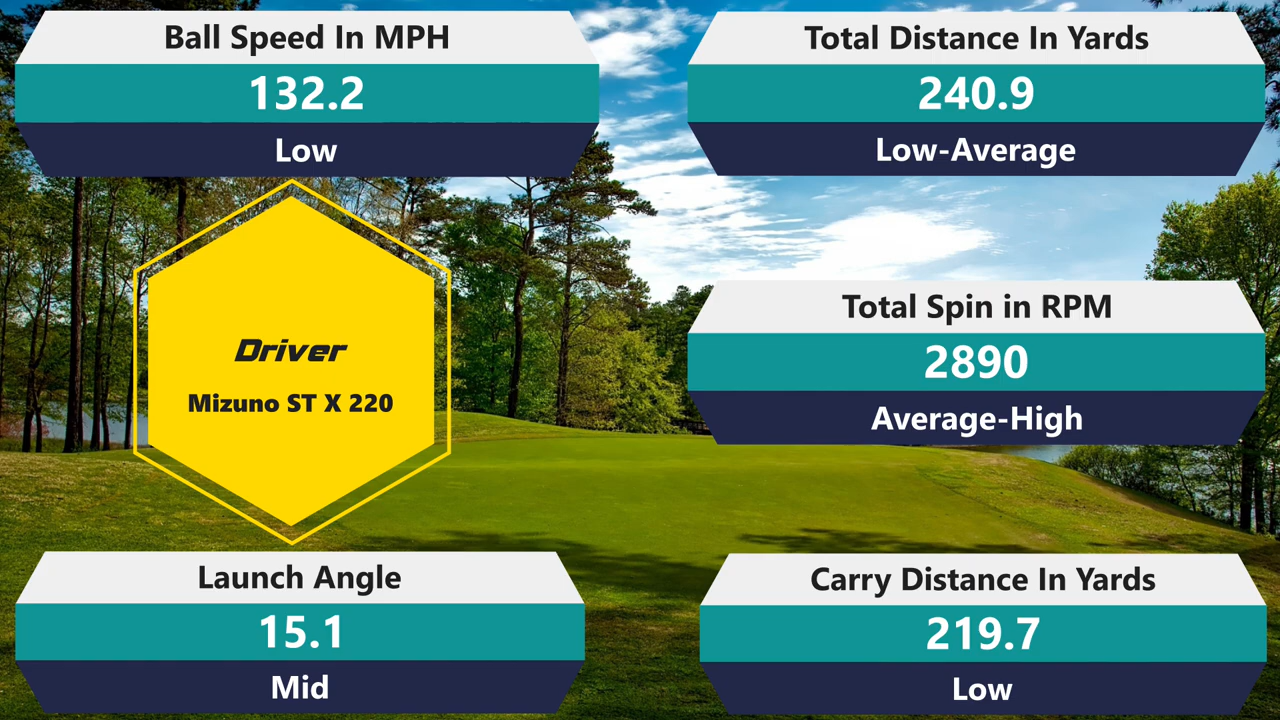 Ball Speed In MPH
132.2
Low
Total Distance In Yards
240.9
Low-Average
Driver
Mizuno ST X 220
Total Spin in RPM
2890
Average-High
Launch Angle
15.1
Mid
Carry Distance In Yards
219.7
Low